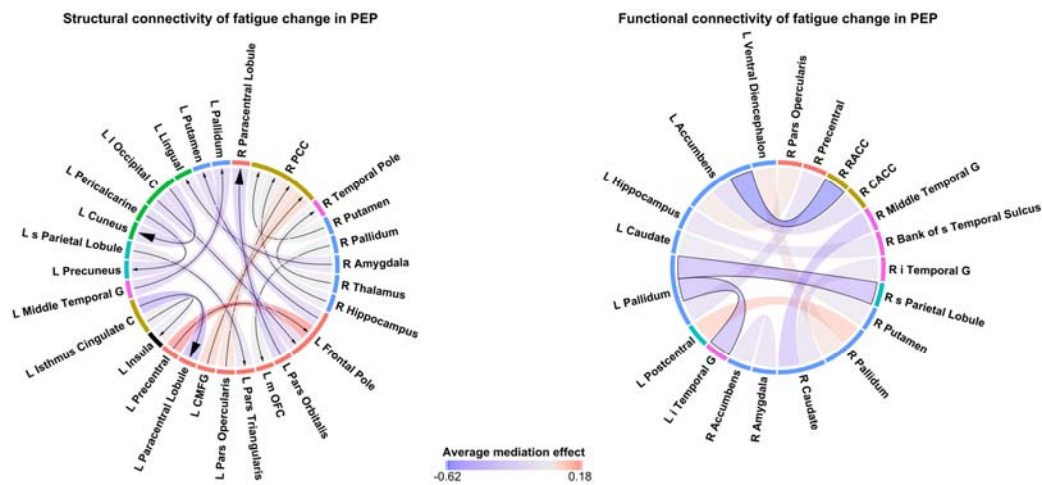 Structural connectivity of fatigue change in PEP
Functional connectivity of fatigue change in PEP
R Paracentral Lobule
R PCC
R Temporal Pole
R Putamen
R Pallidum
R Amygdala
R Thalamus
R Hippocampus
L Frontal Pole
L Pars Orbitalis
L m OFC
L Pars Triangularis
L Pars Opercularis
L CMFG
L Paracentral Lobule
L Precentral
L Insula
L Isthmus Cingulate C
L Middle Temporal G
L Precuneus
L s Parietal Lobule
L Cuneus
L Pericalcarine
L l Occipital C
L Lingual
L Putamen
L Pallidum
L Ventral Diencephalon
R Pars Opercularis
R Precentral
R RACC
R CACC
R Middle Temporal G
R Bank of s Temporal Sulcus
R i Temporal G
R s Parietal Lobule
R Putamen
R Pallidum
R Caudate
R Amygdala
R Accumbens
L i Temporal G
L Postcentral
L Pallidum
L Caudate
L Hippocampus
L Accumbens
Average mediation effect
-0.62 0.18